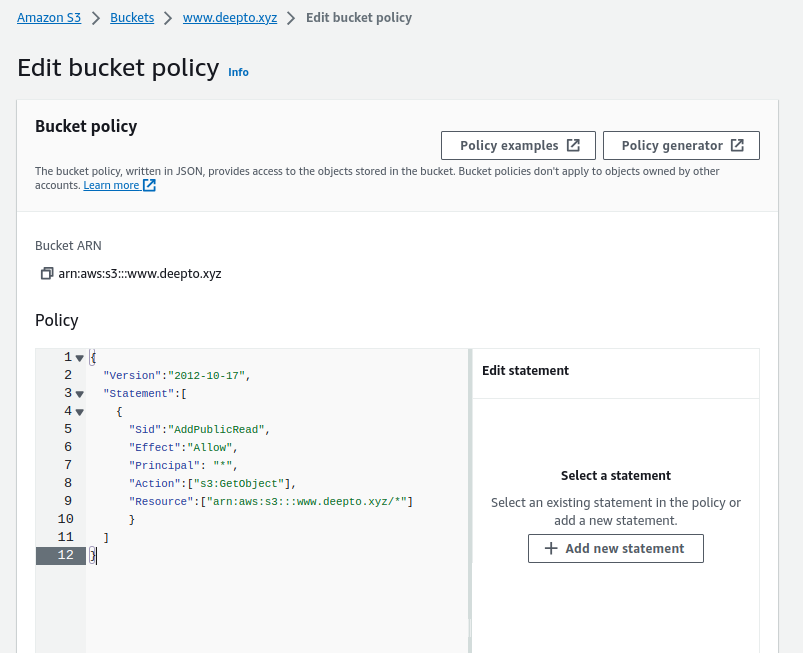 Amazon S3 > Buckets > www.deepto.xyz > Edit bucket policy
Edit bucket policy Info
Bucket policy
Policy examples
Policy generator
The bucket policy, written in JSON, provides access to the objects stored in the bucket. Bucket policies don't apply to objects owned by other
accounts. Learn more
Bucket ARN
arn:aws:s3:::www.deepto.xyz
Policy
1 {
2 "Version":"2012-10-17",
3 "Statement":[
4 {
5 "Sid":"AddPublicRead",
6 "Effect":"Allow",
7 "Principal": "*",
8 "Action":["s3:GetObject"],
9 "Resource":["arn:aws:s3:::www.deepto.xyz/*"]
10 }
11 ]
12 }
Edit statement
Select a statement
Select an existing statement in the policy or
add a new statement.
+ Add new statement